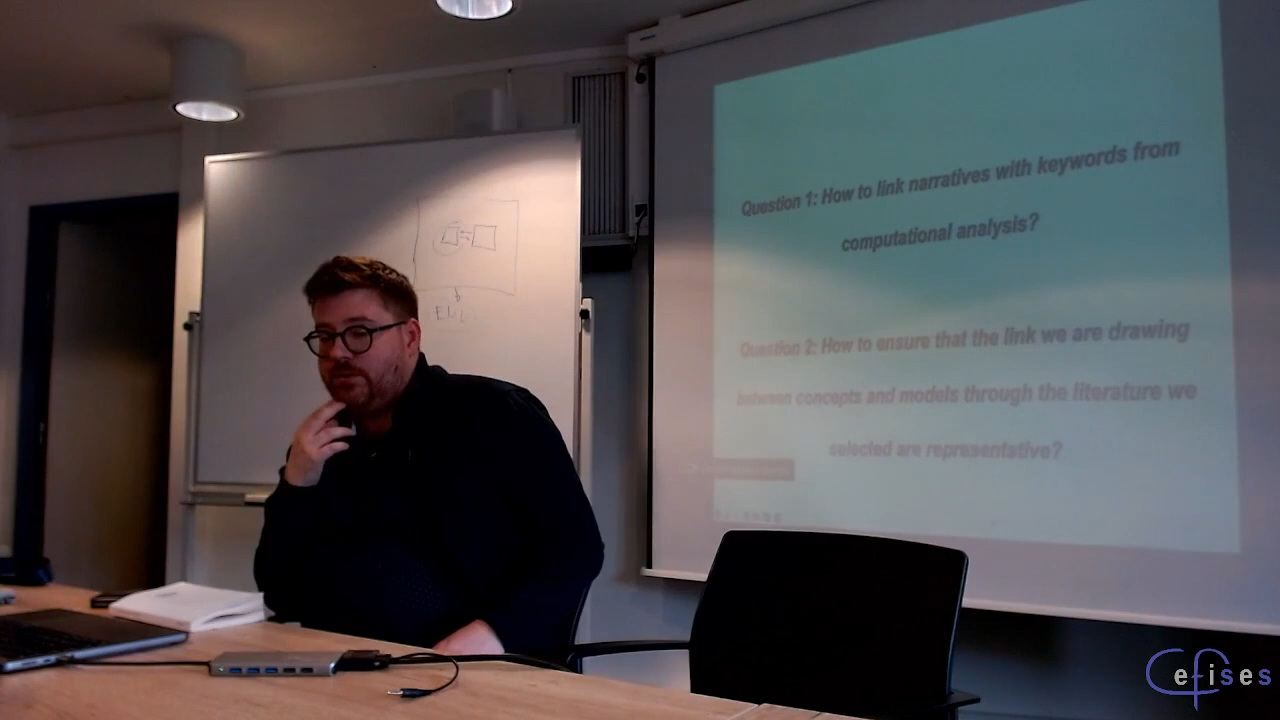 Question 1: How to link narratives with keywords from
computational analysis?
Question 2: How to ensure that the link we are drawing
between concepts and models through the literature we
selected are representative?
Cefises